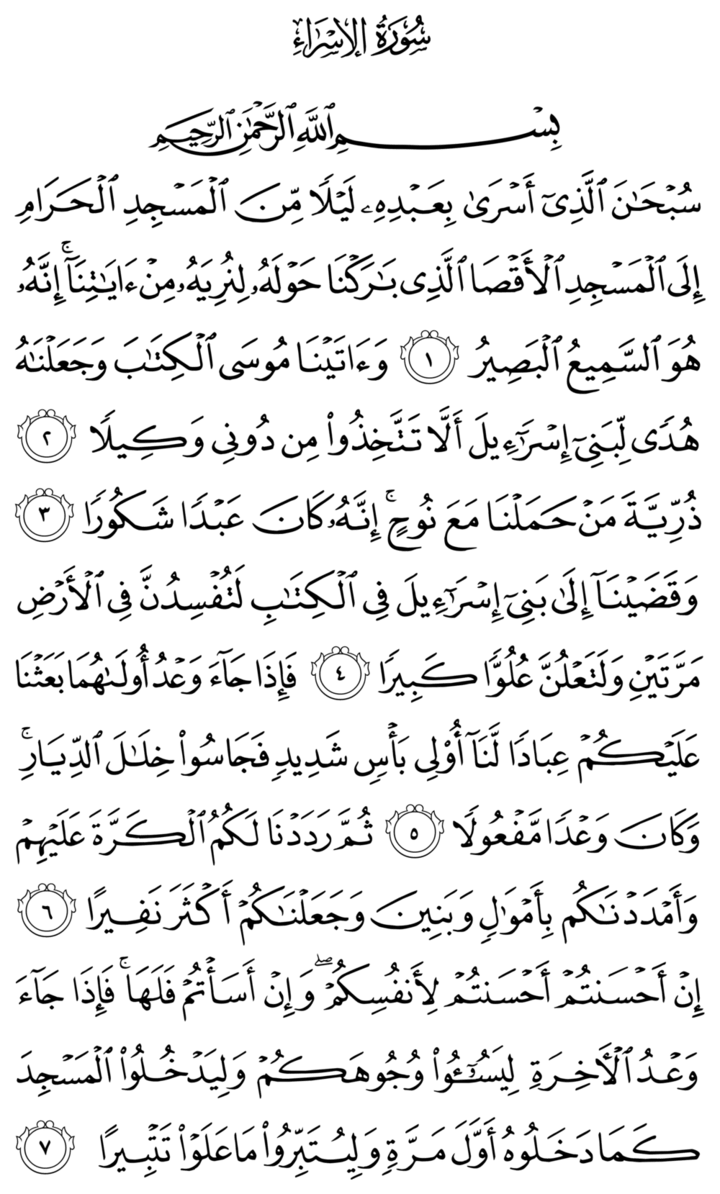 سُورَةُ الإِسْرَاءِ
بِسْمِ ٱللَّهِ ٱلرَّحْمَٰنِ ٱلرَّحِيمِ
سُبْحَٰنَ ٱلَّذِىٓ أَسْرَىٰ بِعَبْدِهِۦ لَيْلًا مِّنَ ٱلْمَسْجِدِ ٱلْحَرَامِ
إِلَى ٱلْمَسْجِدِ ٱلْأَقْصَا ٱلَّذِى بَٰرَكْنَا حَوْلَهُۥ لِنُرِيَهُۥ مِنْ ءَايَٰتِنَآ ۚ إِنَّهُۥ
هُوَ ٱلسَّمِيعُ ٱلْبَصِيرُ ١ وَءَاتَيْنَا مُوسَى ٱلْكِتَٰبَ وَجَعَلْنَٰهُ
هُدًى لِّبَنِىٓ إِسْرَٰٓءِيلَ أَلَّا تَتَّخِذُوا۟ مِن دُونِى وَكِيلًا ٢
ذُرِّيَّةَ مَنْ حَمَلْنَا مَعَ نُوحٍ ۚ إِنَّهُۥ كَانَ عَبْدًا شَكُورًا ٣
وَقَضَيْنَآ إِلَىٰ بَنِىٓ إِسْرَٰٓءِيلَ فِى ٱلْكِتَٰبِ لَتُفْسِدُنَّ فِى ٱلْأَرْضِ
مَرَّتَيْنِ وَلَتَعْلُنَّ عُلُوًّا كَبِيرًا ٤ فَإِذَا جَآءَ وَعْدُ أُولَىٰهُمَا بَعَثْنَا
عَلَيْكُمْ عِبَادًا لَّنَآ أُو۟لِى بَأْسٍ شَدِيدٍ فَجَاسُوا۟ خِلَٰلَ ٱلدِّيَارِ ۚ
وَكَانَ وَعْدًا مَّفْعُولًا ٥ ثُمَّ رَدَدْنَا لَكُمُ ٱلْكَرَّةَ عَلَيْهِمْ
وَأَمْدَدْنَٰكُم بِأَمْوَٰلٍ وَبَنِينَ وَجَعَلْنَٰكُمْ أَكْثَرَ نَفِيرًا ٦
إِنْ أَحْسَنتُمْ أَحْسَنتُمْ لِأَنفُسِكُمْ ۖ وَإِنْ أَسَأْتُمْ فَلَهَا ۚ فَإِذَا جَآءَ
وَعْدُ ٱلْأَخِرَةِ لِيَسُۥٓـُٔوا۟ وُجُوهَكُمْ وَلِيَدْخُلُوا۟ ٱلْمَسْجِدَ
كَمَا دَخَلُوهُ أَوَّلَ مَرَّةٍ وَلِيُتَبِّرُوا۟ مَا عَلَوْا۟ تَتْبِيرًا ٧